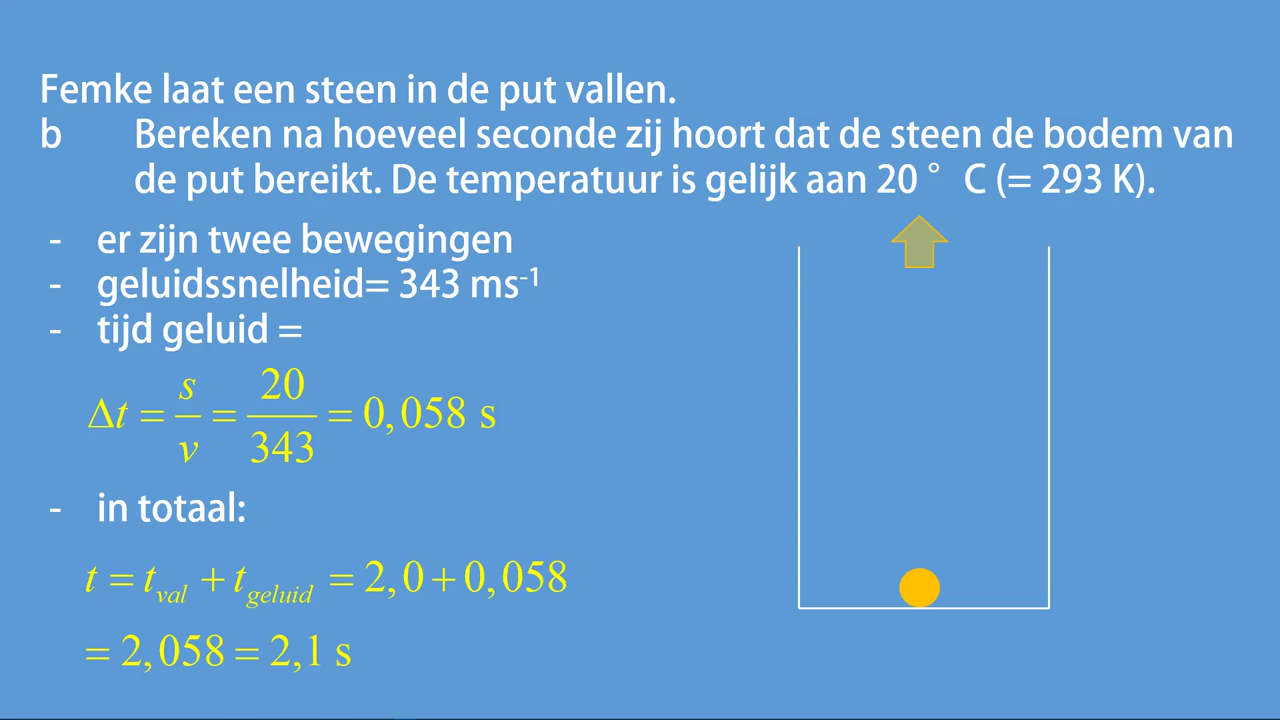 Femke laat een steen in de put vallen.
b Bereken na hoeveel seconde zij hoort dat de steen de bodem van
de put bereikt. De temperatuur is gelijk aan 20 ° C (= 293 K).
- er zijn twee bewegingen
- geluidssnelheid= 343 ms⁻¹
- tijd geluid =
Δt = s/v = 20/343 = 0,058 s
- in totaal:
t = t_val + t_geluid = 2,0 + 0,058
= 2,058 = 2,1 s